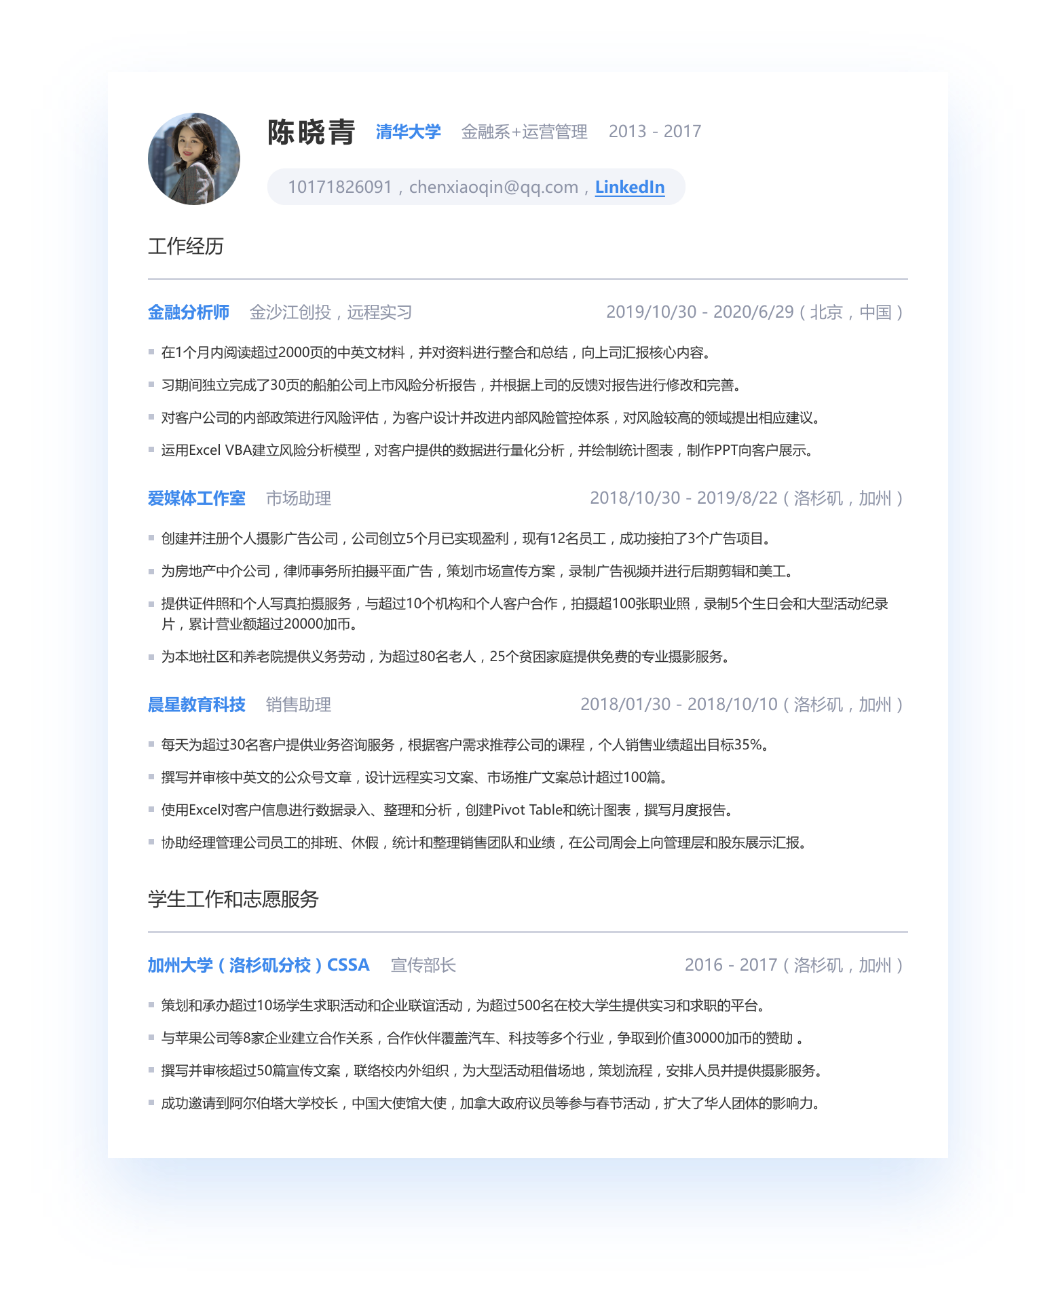 陈晓青 清华大学 金融系+运营管理 2013 - 2017
10171826091，chenxiaoqin@qq.com，LinkedIn
工作经历
金融分析师 金沙江创投，远程实习 2019/10/30 - 2020/6/29（北京，中国）
在1个月内阅读超过2000页的中英文材料，并对资料进行整合和总结，向上司汇报核心内容。
习期间独立完成了30页的船舶公司上市风险分析报告，并根据上司的反馈对报告进行修改和完善。
对客户公司的内部政策进行风险评估，为客户设计并改进内部风险管控体系，对风险较高的领域提出相应建议。
运用Excel VBA建立风险分析模型，对客户提供的数据进行量化分析，并绘制统计图表，制作PPT向客户展示。
爱媒体工作室 市场助理 2018/10/30 - 2019/8/22（洛杉矶，加州）
创建并注册个人摄影广告公司，公司创立5个月已实现盈利，现有12名员工，成功接拍了3个广告项目。
为房地产中介公司，律师事务所拍摄平面广告，策划市场宣传方案，录制广告视频并进行后期剪辑和美工。
提供证件照和个人写真拍摄服务，与超过10个机构和个人客户合作，拍摄超100张职业照，录制5个生日会和大型活动纪录
片，累计营业额超过20000加币。
为本地社区和养老院提供义务劳动，为超过80名老人，25个贫困家庭提供免费的专业摄影服务。
晨星教育科技 销售助理 2018/01/30 - 2018/10/10（洛杉矶，加州）
每天为超过30名客户提供业务咨询服务，根据客户需求推荐公司的课程，个人销售业绩超出目标35%。
撰写并审核中英文的公众号文章，设计远程实习文案、市场推广文案总计超过100篇。
使用Excel对客户信息进行数据录入、整理和分析，创建Pivot Table和统计图表，撰写月度报告。
协助经理管理公司员工的排班、休假，统计和整理销售团队和业绩，在公司周会上向管理层和股东展示汇报。
学生工作和志愿服务
加州大学（洛杉矶分校）CSSA 宣传部长 2016 - 2017（洛杉矶，加州）
策划和承办超过10场学生求职活动和企业联谊活动，为超过500名在校大学生提供实习和求职的平台。
与苹果公司等8家企业建立合作关系，合作伙伴覆盖汽车、科技等多个行业，争取到价值30000加币的赞助 。
撰写并审核超过50篇宣传文案，联络校内外组织，为大型活动租借场地，策划流程，安排人员并提供摄影服务。
成功邀请到阿尔伯塔大学校长，中国大使馆大使，加拿大政府议员等参与春节活动，扩大了华人团体的影响力。